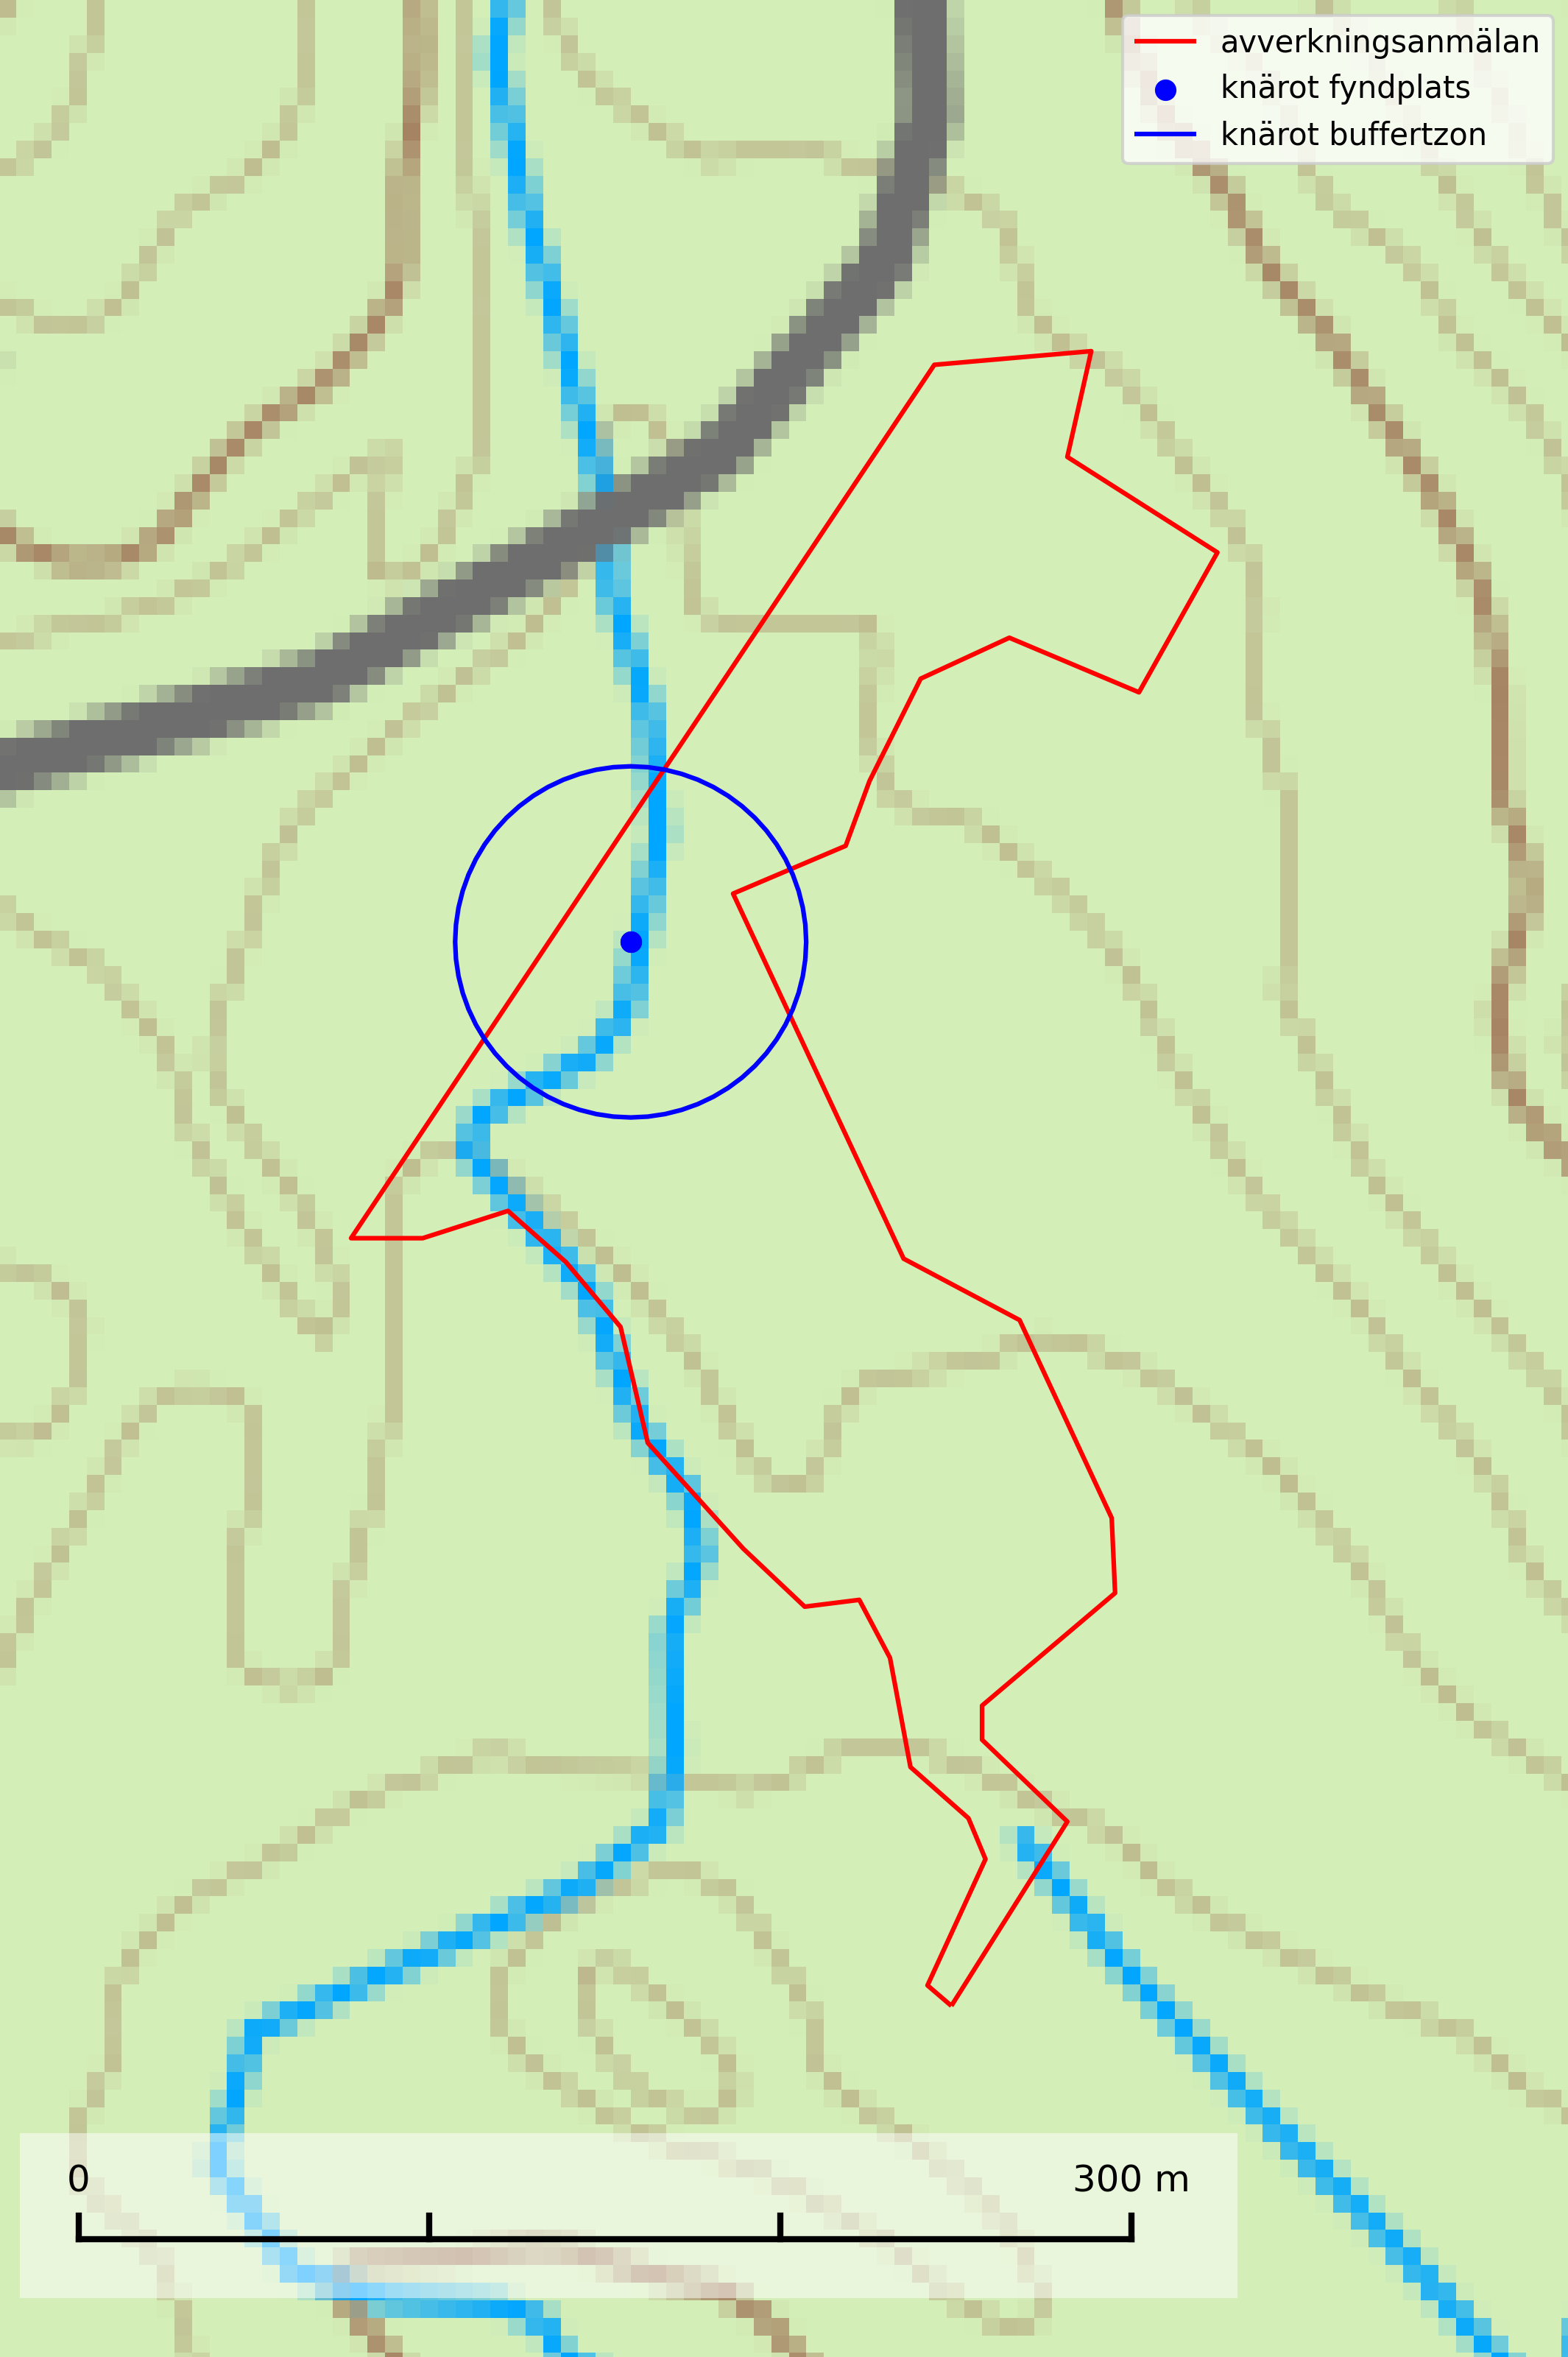 avverkningsanmälan
knärot fyndplats
knärot buffertzon
0
300 m